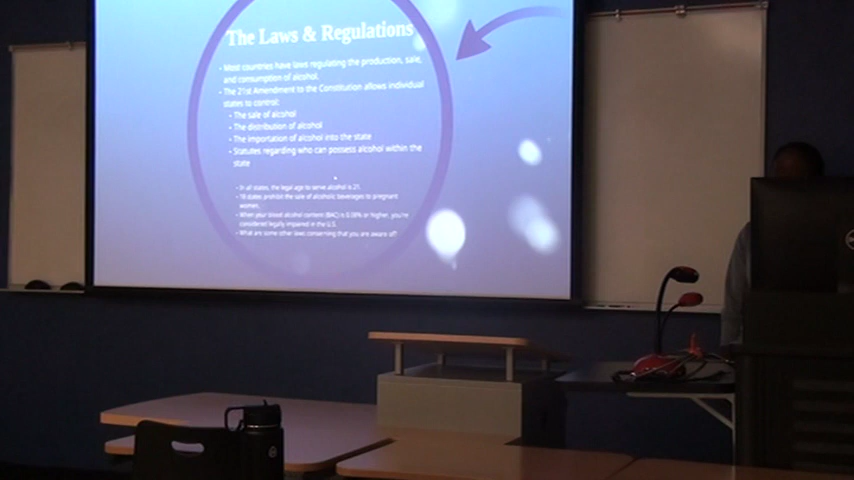 The Laws & Regulations
- Most countries have laws regulating the production, sale,
and consumption of alcohol.
- The 21st Amendment to the Constitution allows individual
states to control:
- The sale of alcohol
- The distribution of alcohol
- The importation of alcohol into the state
- Statutes regarding who can possess alcohol within the
state
- In all states, the legal age to serve alcohol is 21.
- 18 states prohibit the sale of alcoholic beverages to pregnant
women.
- When your blood alcohol content (BAC) is 0.08% or higher, you're
considered legally impaired in the U.S.
- What are some other laws concerning that you are aware of?